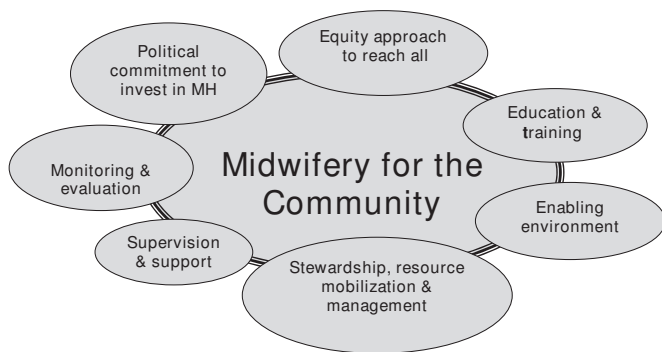 Political
commitment to
invest in MH
Equity approach
to reach all
Education &
training
Monitoring &
evaluation
Midwifery for the
Community
Enabling
environment
Supervision
& support
Stewardship, resource
mobilization &
management